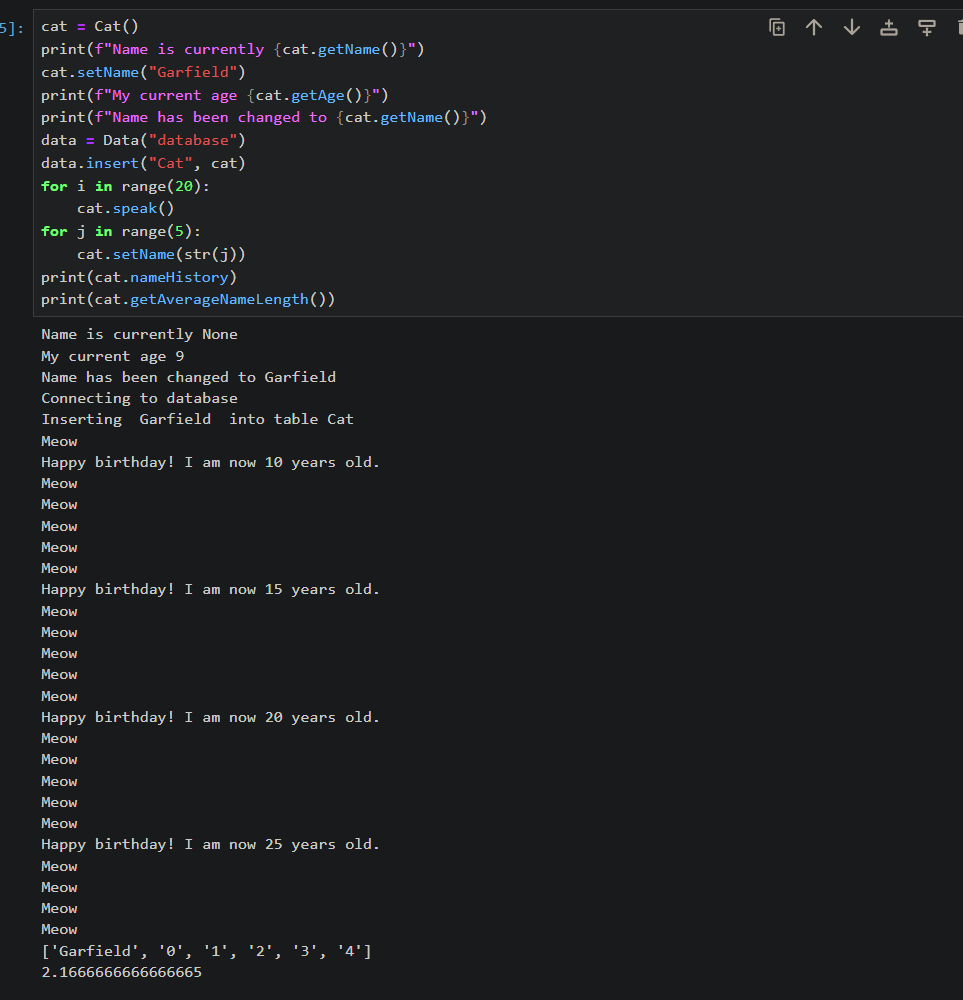 5]:
cat = Cat()
print(f"Name is currently {cat.getName()}")
cat.setName("Garfield")
print(f"My current age {cat.getAge()}")
print(f"Name has been changed to {cat.getName()}")
data = Data("database")
data.insert("Cat", cat)
for i in range(20):
    cat.speak()
for j in range(5):
    cat.setName(str(j))
print(cat.nameHistory)
print(cat.getAverageNameLength())
Name is currently None
My current age 9
Name has been changed to Garfield
Connecting to database
Inserting  Garfield  into table Cat
Meow
Happy birthday! I am now 10 years old.
Meow
Meow
Meow
Meow
Meow
Happy birthday! I am now 15 years old.
Meow
Meow
Meow
Meow
Meow
Happy birthday! I am now 20 years old.
Meow
Meow
Meow
Meow
Meow
Happy birthday! I am now 25 years old.
Meow
Meow
Meow
Meow
['Garfield', '0', '1', '2', '3', '4']
2.1666666666666665